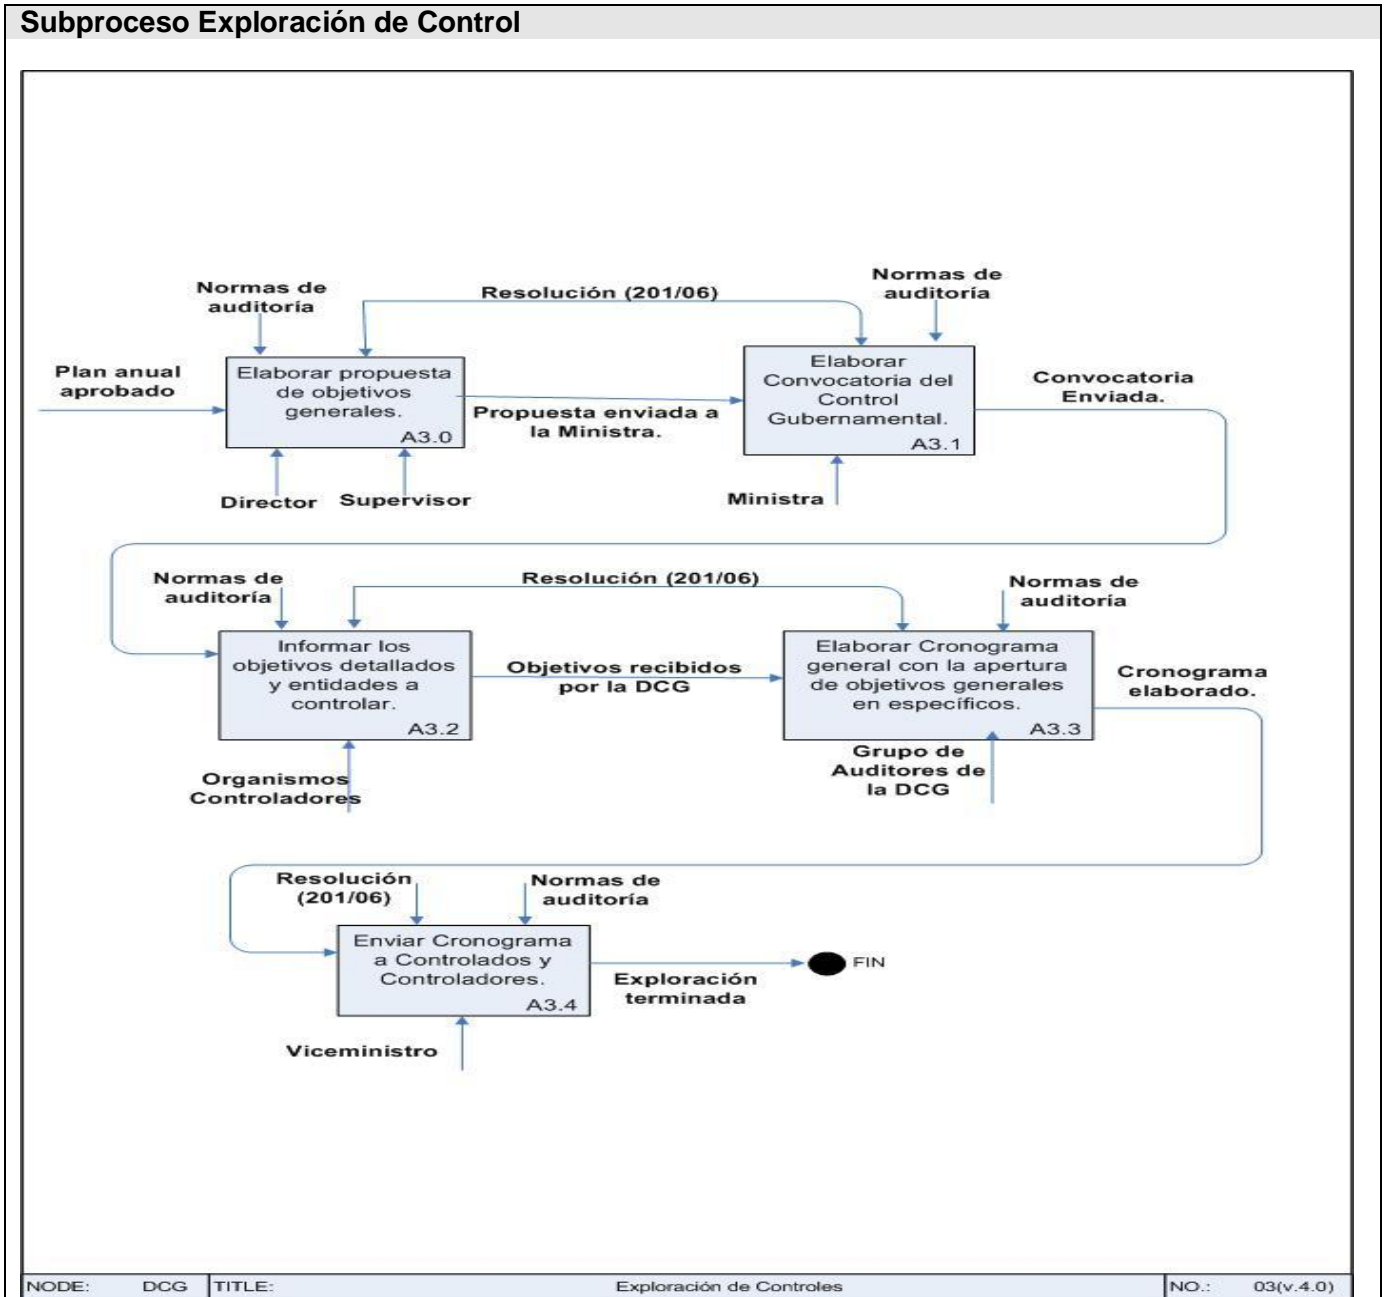 Subproceso Exploración de Control
Normas de
auditoría
Resolución (201/06)
Normas de
auditoría
Plan anual
aprobado
Elaborar propuesta
de objetivos
generales.
A3.0
Propuesta enviada a
la Ministra.
Elaborar
Convocatoria del
Control
Gubernamental.
A3.1
Convocatoria
Enviada.
Director
Supervisor
Ministra
Normas de
auditoría
Resolución (201/06)
Normas de
auditoría
Informar los
objetivos detallados
y entidades a
controlar.
A3.2
Objetivos recibidos
por la DCG
Elaborar Cronograma
general con la apertura
de objetivos generales
en específicos.
A3.3
Cronograma
elaborado.
Organismos
Controladores
Grupo de
Auditores de
la DCG
Resolución
(201/06)
Normas de
auditoría
Enviar Cronograma
a Controlados y
Controladores.
A3.4
Exploración
terminada
FIN
Viceministro
NODE: DCG TITLE: Exploración de Controles NO.: 03(v.4.0)